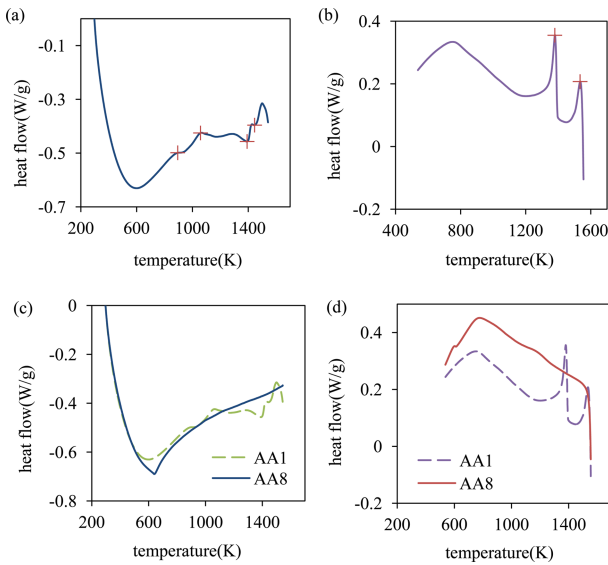 (a)
-0.1
-0.3
-0.5
-0.7
heat flow(W/g)
200
600
1000
1400
temperature(K)
(b)
0.4
0.2
0
-0.2
heat flow(W/g)
400
800
1200
1600
temperature(K)
(c)
0
-0.2
-0.4
-0.6
-0.8
heat flow(W/g)
AA1
AA8
200
600
1000
1400
temperature(K)
(d)
0.4
0.2
0
-0.2
heat flow(W/g)
AA1
AA8
200
600
1000
1400
temperature(K)